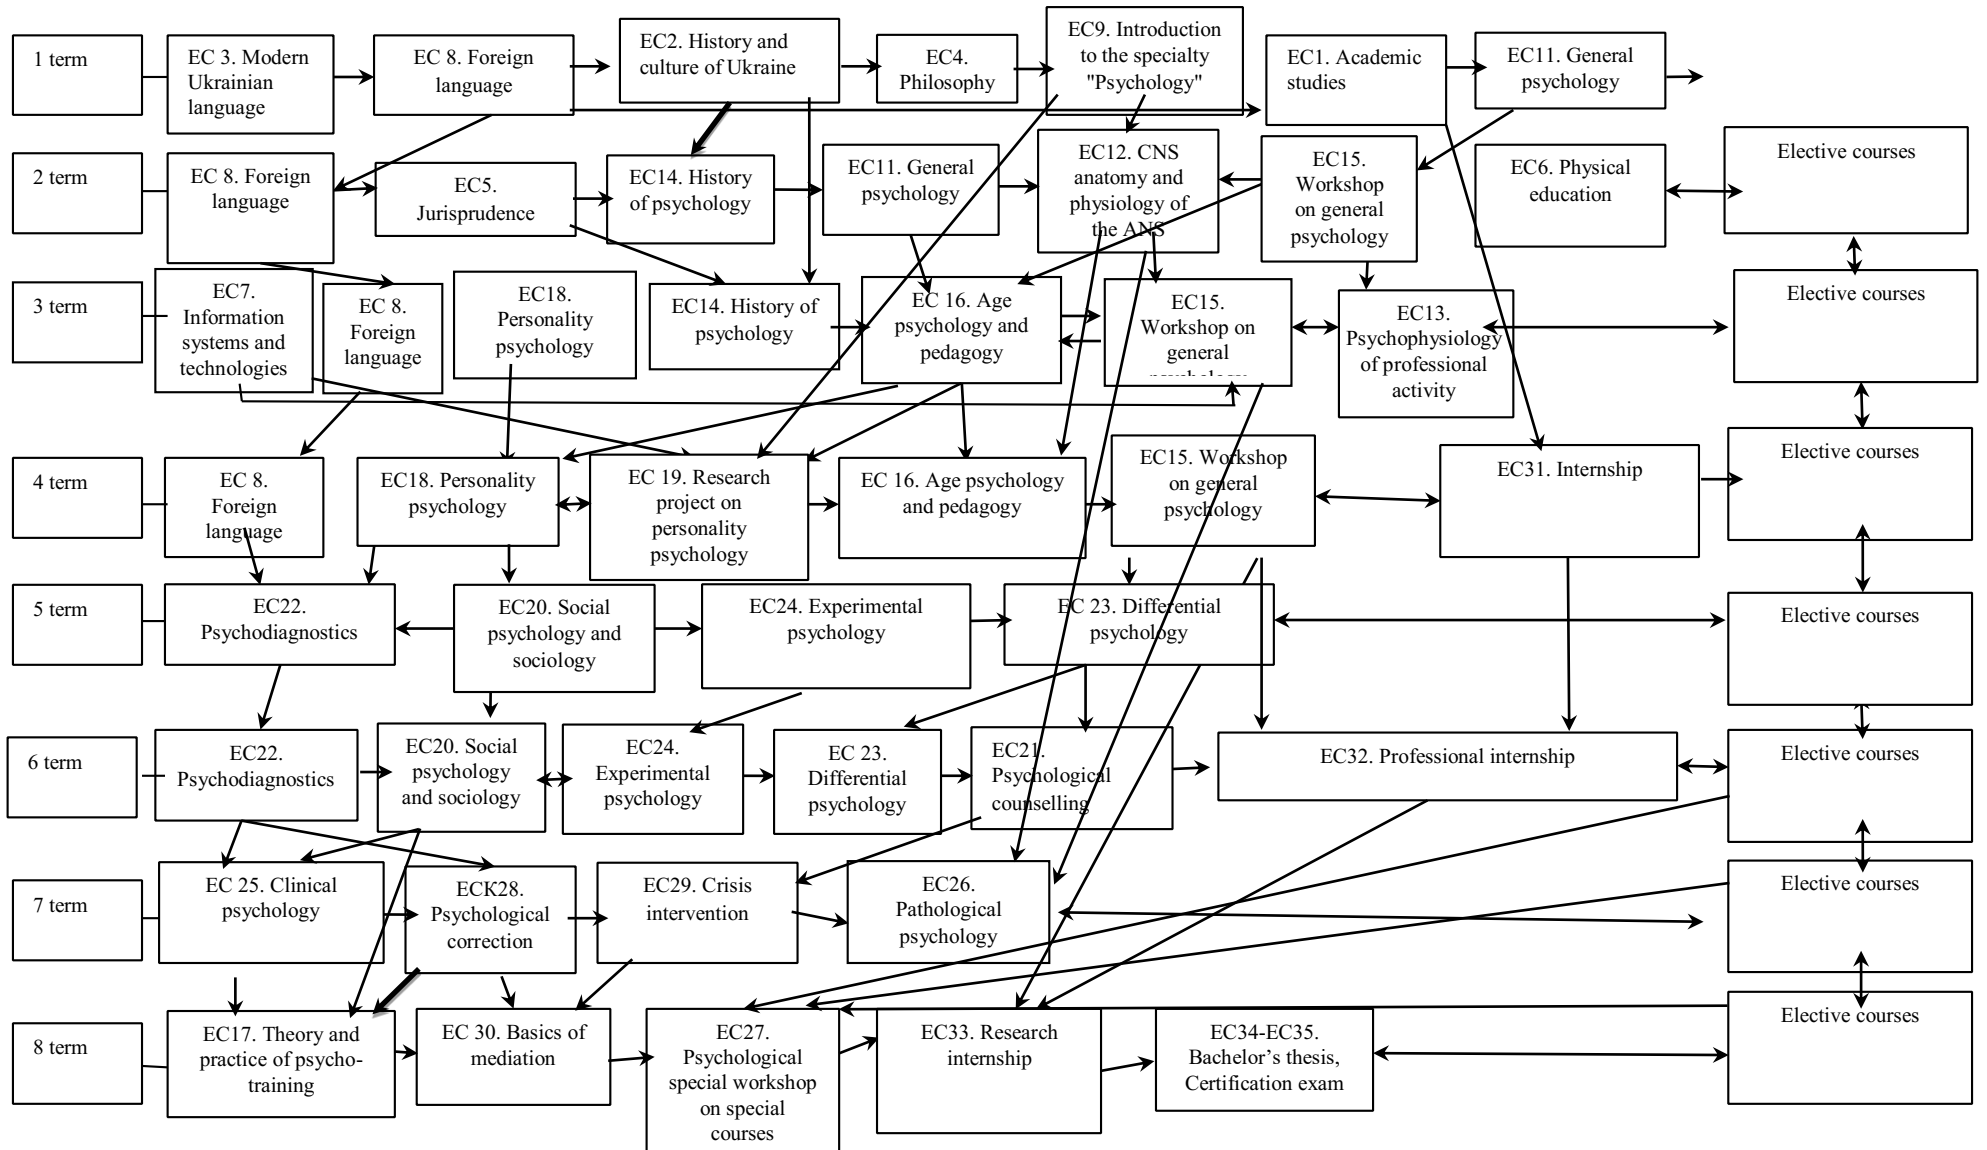 1 term
EC 3. Modern
Ukrainian
language
EC 8. Foreign
language
EC2. History and
culture of Ukraine
EC4.
Philosophy
EC9. Introduction
to the specialty
"Psychology"
EC1. Academic
studies
EC11. General
psychology
2 term
EC 8. Foreign
language
EC5.
Jurisprudence
EC14. History
of psychology
EC11. General
psychology
EC12. CNS
anatomy and
physiology of
the ANS
EC15.
Workshop
on general
psychology
EC6. Physical
education
Elective courses
3 term
EC7.
Information
systems and
technologies
EC 8.
Foreign
language
EC18.
Personality
psychology
EC14. History of
psychology
EC 16. Age
psychology and
pedagogy
EC15.
Workshop on
general
EC13.
Psychophysiology
of professional
activity
Elective courses
4 term
EC 8.
Foreign
language
EC18. Personality
psychology
EC 19. Research
project on
personality
psychology
EC 16. Age psychology
and pedagogy
EC15. Workshop
on general
psychology
EC31. Internship
Elective courses
5 term
EC22.
Psychodiagnostics
EC20. Social
psychology and
sociology
EC24. Experimental
psychology
EC 23. Differential
psychology
Elective courses
6 term
EC22.
Psychodiagnostics
EC20. Social
psychology
and sociology
EC24.
Experimental
psychology
EC 23.
Differential
psychology
EC21.
Psychological
counselling
EC32. Professional internship
Elective courses
7 term
EC 25. Clinical
psychology
ECK28.
Psychological
correction
EC29. Crisis
intervention
EC26.
Pathological
psychology
Elective courses
8 term
EC17. Theory and
practice of psycho-
training
EC 30. Basics of
mediation
EC27.
Psychological
special workshop
on special
courses
EC33. Research
internship
EC34-EC35.
Bachelor’s thesis,
Certification exam
Elective courses